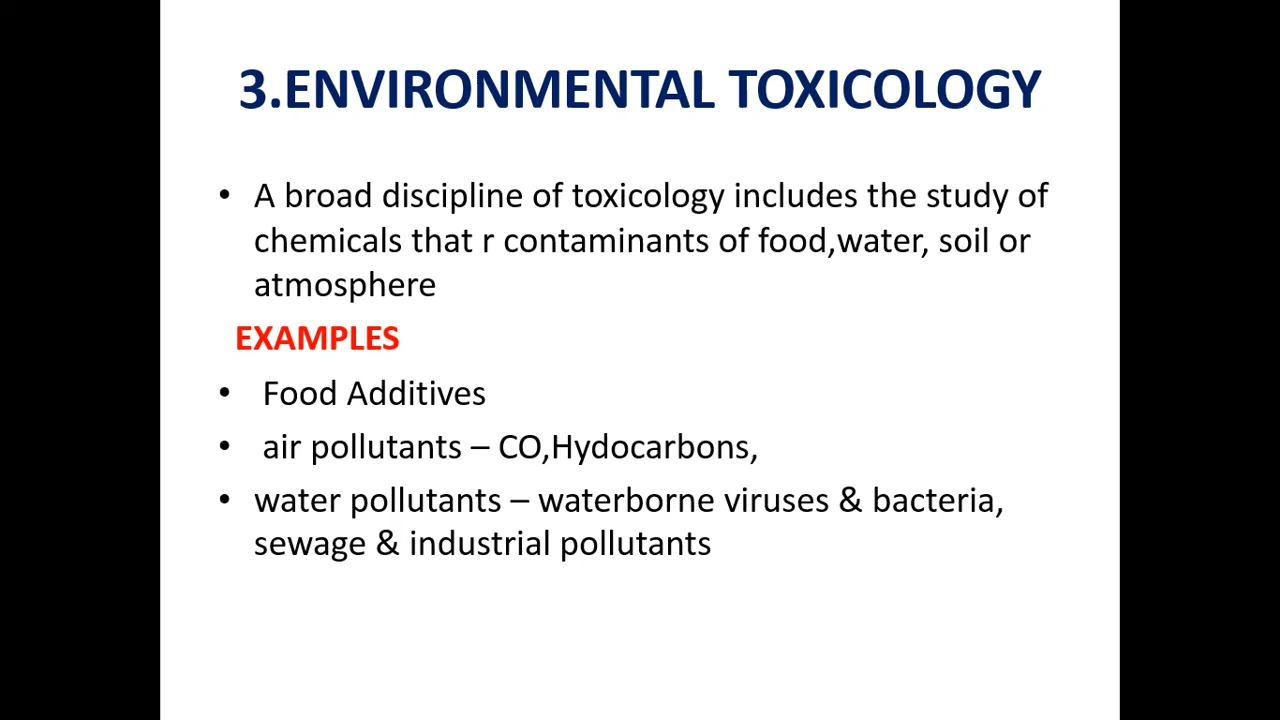 3.ENVIRONMENTAL TOXICOLOGY
• A broad discipline of toxicology includes the study of
chemicals that r contaminants of food,water, soil or
atmosphere
EXAMPLES
• Food Additives
• air pollutants – CO,Hydocarbons,
• water pollutants – waterborne viruses & bacteria,
sewage & industrial pollutants